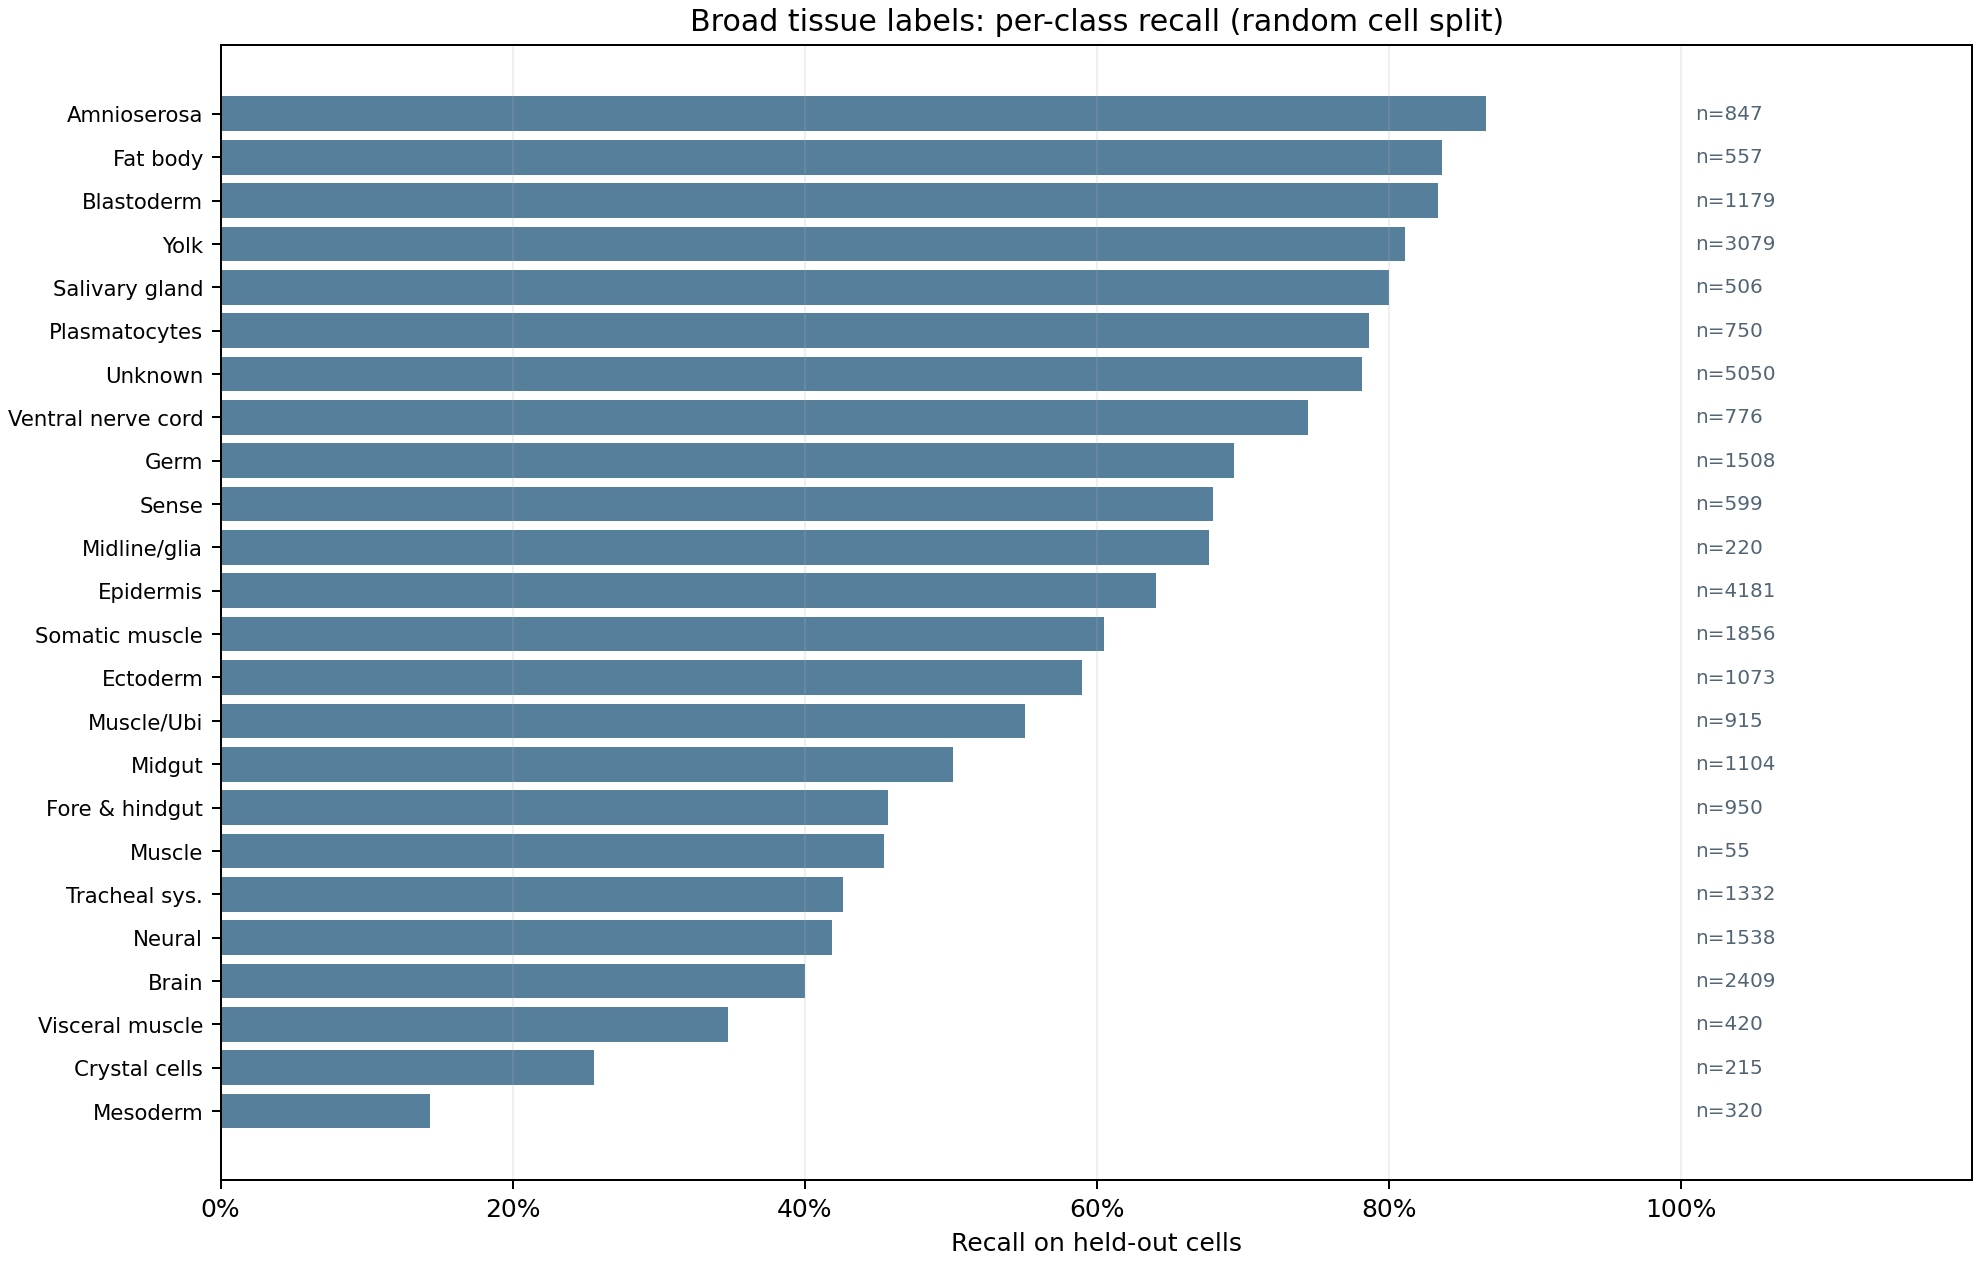 Broad tissue labels: per-class recall (random cell split)
Amnioserosa n=847
Fat body n=557
Blastoderm n=1179
Yolk n=3079
Salivary gland n=506
Plasmatocytes n=750
Unknown n=5050
Ventral nerve cord n=776
Germ n=1508
Sense n=599
Midline/glia n=220
Epidermis n=4181
Somatic muscle n=1856
Ectoderm n=1073
Muscle/Ubi n=915
Midgut n=1104
Fore & hindgut n=950
Muscle n=55
Tracheal sys. n=1332
Neural n=1538
Brain n=2409
Visceral muscle n=420
Crystal cells n=215
Mesoderm n=320
0% 20% 40% 60% 80% 100%
Recall on held-out cells